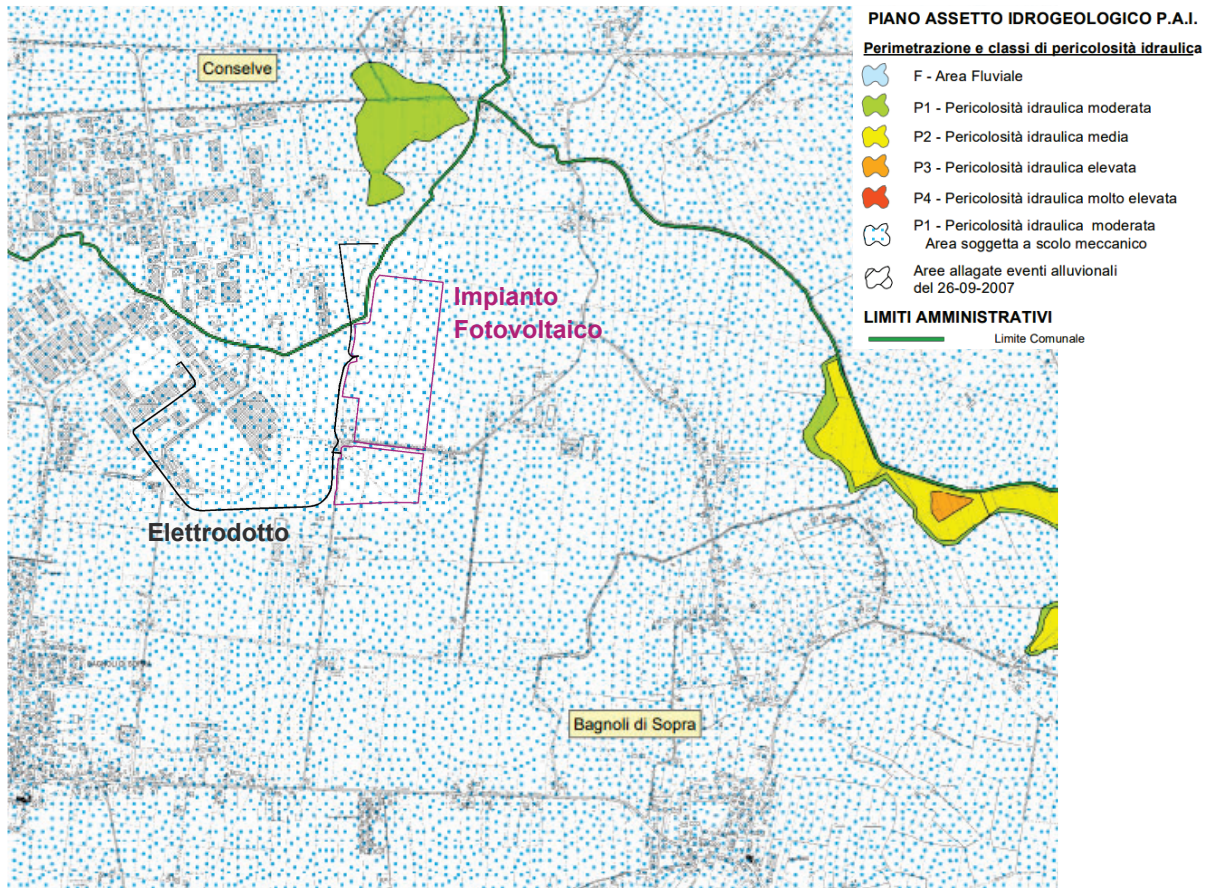 PIANO ASSETTO IDROGEOLOGICO P.A.I.
Perimetrazione e classi di pericolosità idraulica
F - Area Fluviale
P1 - Pericolosità idraulica moderata
P2 - Pericolosità idraulica media
P3 - Pericolosità idraulica elevata
P4 - Pericolosità idraulica molto elevata
P1 - Pericolosità idraulica moderata
Area soggetta a scolo meccanico
Aree allagate eventi alluvionali
del 26-09-2007
LIMITI AMMINISTRATIVI
Limite Comunale
Conselve
Impianto
Fotovoltaico
Elettrodotto
Bagnoli di Sopra